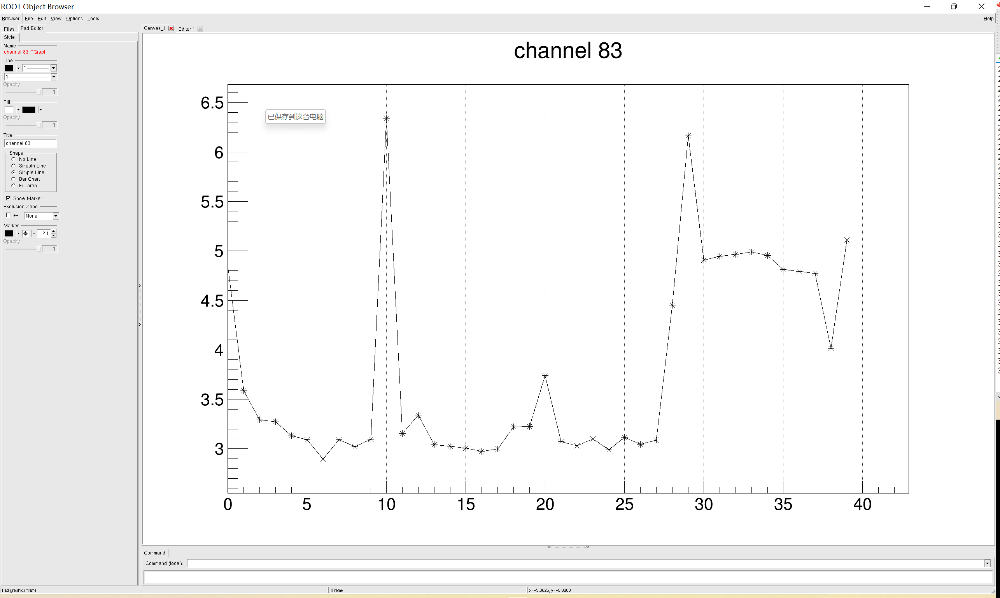 ROOT Object Browser
Browser File Edit View Options Tools Help
Files Pad Editor
Canvas_1 Editor 1
Style
Name
channel 83::TGraph
Line
1
1
Opacity
1
Fill
Opacity
1
Title
channel 83
Shape
No Line
Smooth Line
Simple Line
Bar Chart
Fill area
Show Marker
Exclusion Zone
+- None
Marker
2.1
Opacity
1
channel 83
已保存到这台电脑
6.5
6
5.5
5
4.5
4
3.5
3
0 5 10 15 20 25 30 35 40
Command
Command (local):
Pad graphics frame TFrame x=-5.3625, y=-9.0283